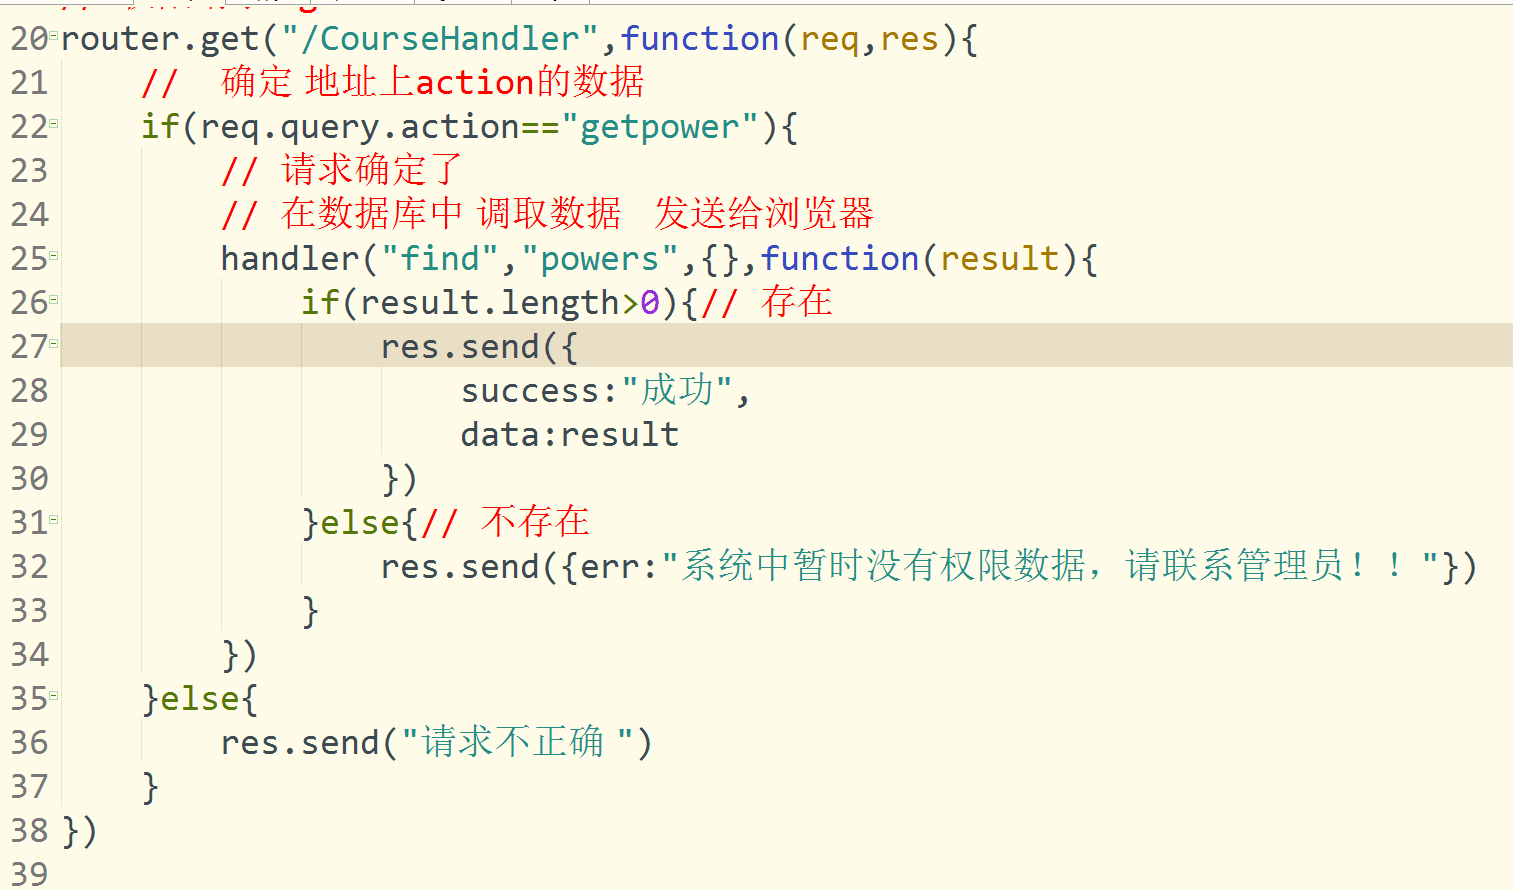 20 router.get("/CourseHandler",function(req,res){
21 //  确定 地址上action的数据
22 if(req.query.action=="getpower"){
23 // 请求确定了
24 // 在数据库中 调取数据   发送给浏览器
25 handler("find","powers",{},function(result){
26 if(result.length>0){// 存在
27 res.send({
28 success:"成功",
29 data:result
30 })
31 }else{// 不存在
32 res.send({err:"系统中暂时没有权限数据，请联系管理员！！"})
33 }
34 })
35 }else{
36 res.send("请求不正确 ")
37 }
38 })
39